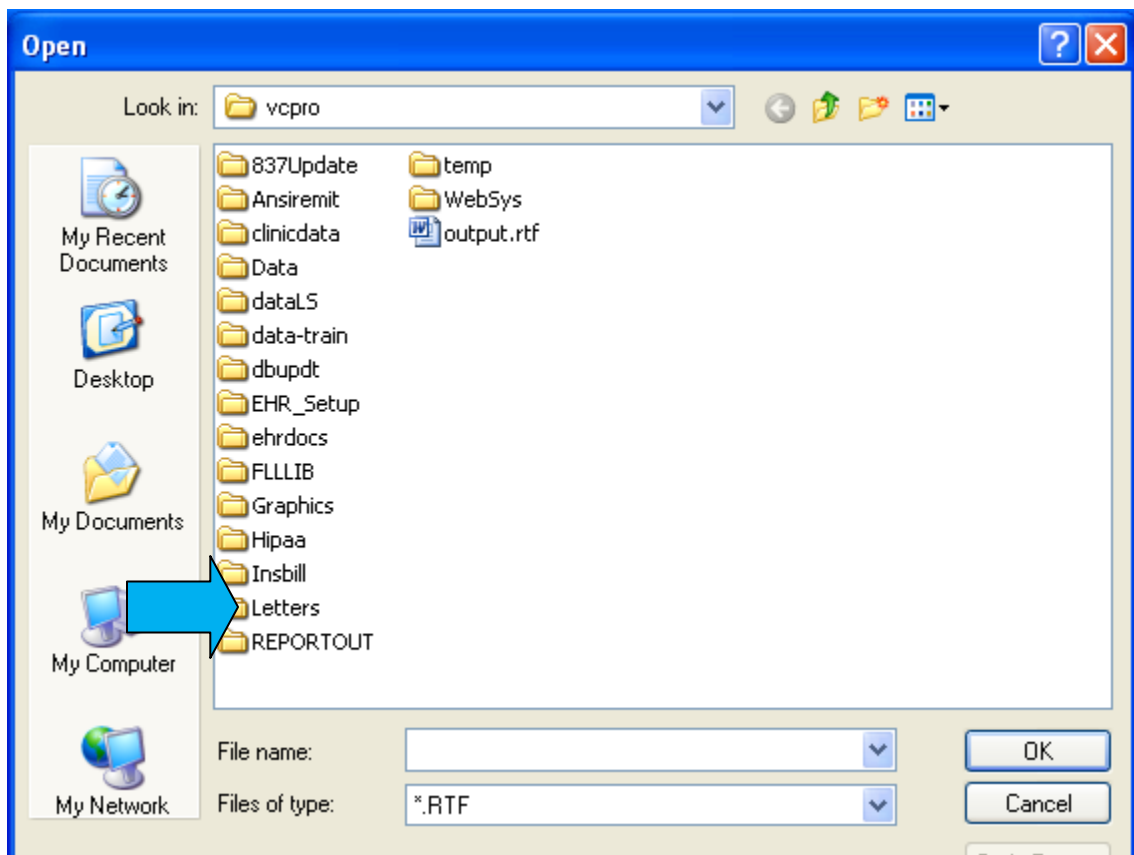 Open
Look in: vcpro
My Recent
Documents
Desktop
My Documents
My Computer
My Network
837Update
Ansiremit
clinicdata
Data
dataLS
data-train
dbupdt
EHR_Setup
ehrdocs
FLLLIB
Graphics
Hipaa
Insbill
Letters
REPORTOUT
temp
WebSys
output.rtf
File name:
OK
Files of type: *.RTF
Cancel